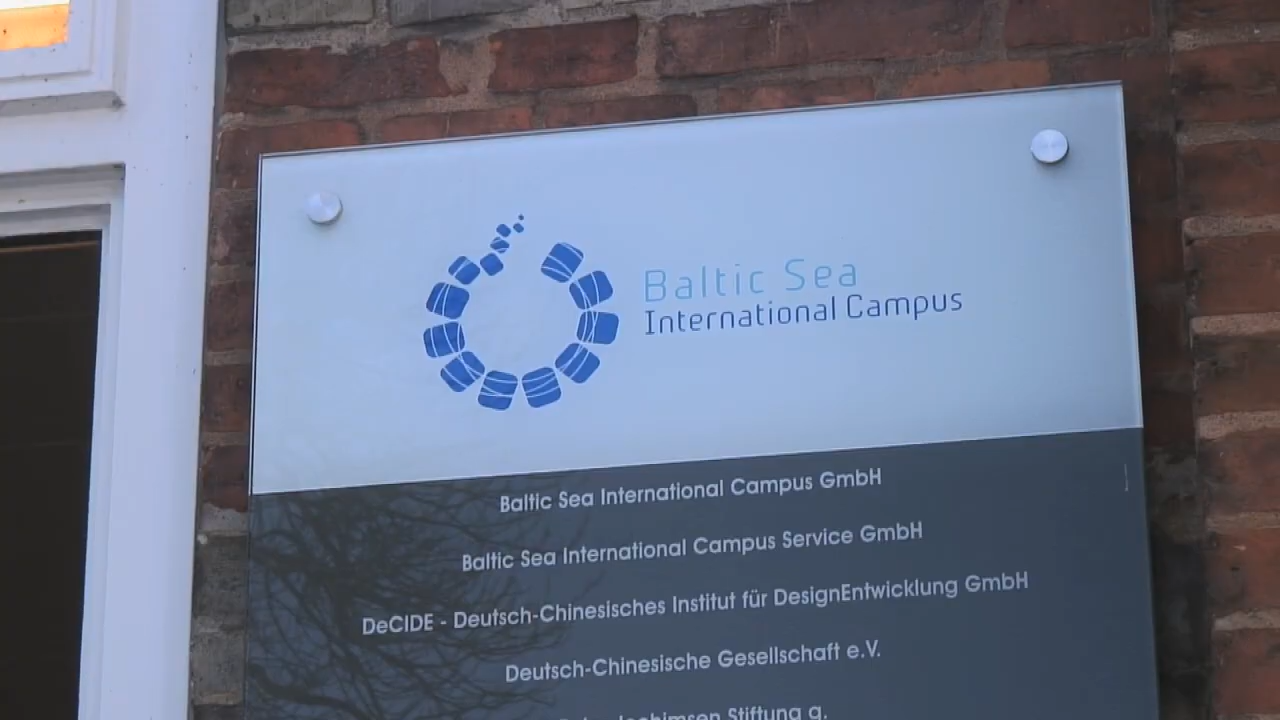 Baltic Sea
International Campus
Baltic Sea International Campus GmbH
Baltic Sea International Campus Service GmbH
DeCIDE - Deutsch-Chinesisches Institut für DesignEntwicklung GmbH
Deutsch-Chinesische Gesellschaft e.V.
Stiftung g.